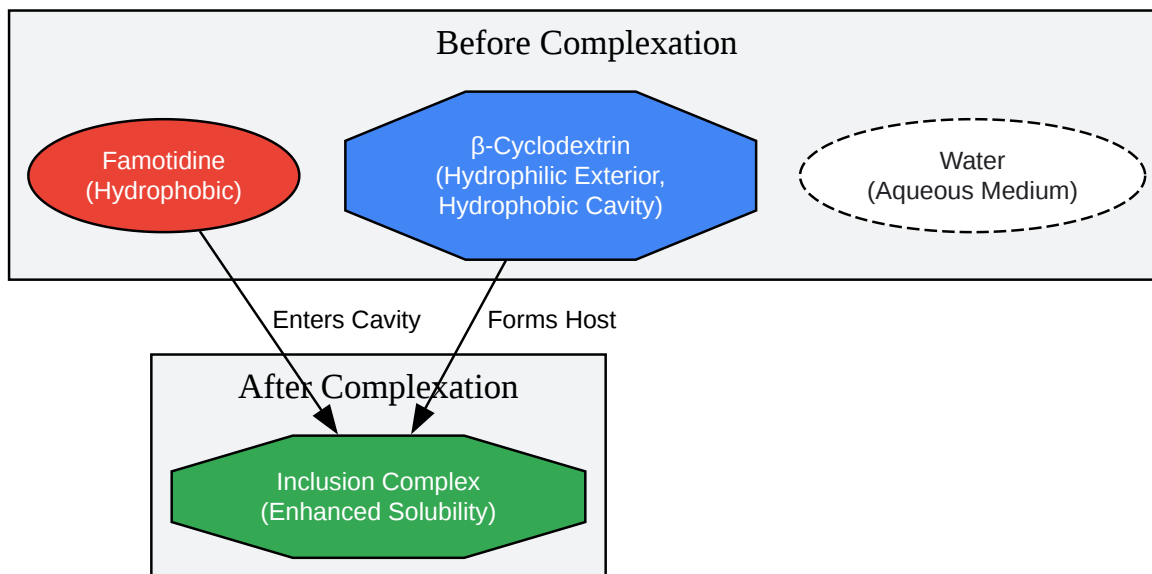 Before Complexation
Famotidine
(Hydrophobic)
β-Cyclodextrin
(Hydrophilic Exterior,
Hydrophobic Cavity)
Water
(Aqueous Medium)
Enters Cavity
Forms Host
After Complexation
Inclusion Complex
(Enhanced Solubility)